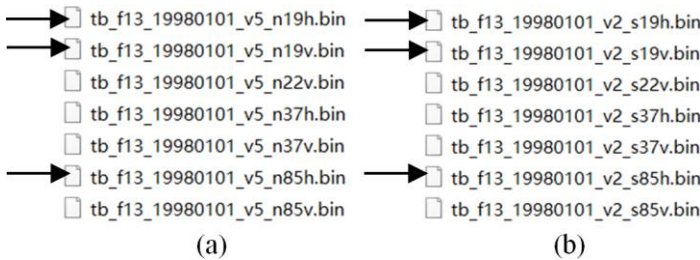 tb_f13_19980101_v5_n19h.bin
tb_f13_19980101_v5_n19v.bin
tb_f13_19980101_v5_n22v.bin
tb_f13_19980101_v5_n37h.bin
tb_f13_19980101_v5_n37v.bin
tb_f13_19980101_v5_n85h.bin
tb_f13_19980101_v5_n85v.bin
(a)
tb_f13_19980101_v2_s19h.bin
tb_f13_19980101_v2_s19v.bin
tb_f13_19980101_v2_s22v.bin
tb_f13_19980101_v2_s37h.bin
tb_f13_19980101_v2_s37v.bin
tb_f13_19980101_v2_s85h.bin
tb_f13_19980101_v2_s85v.bin
(b)